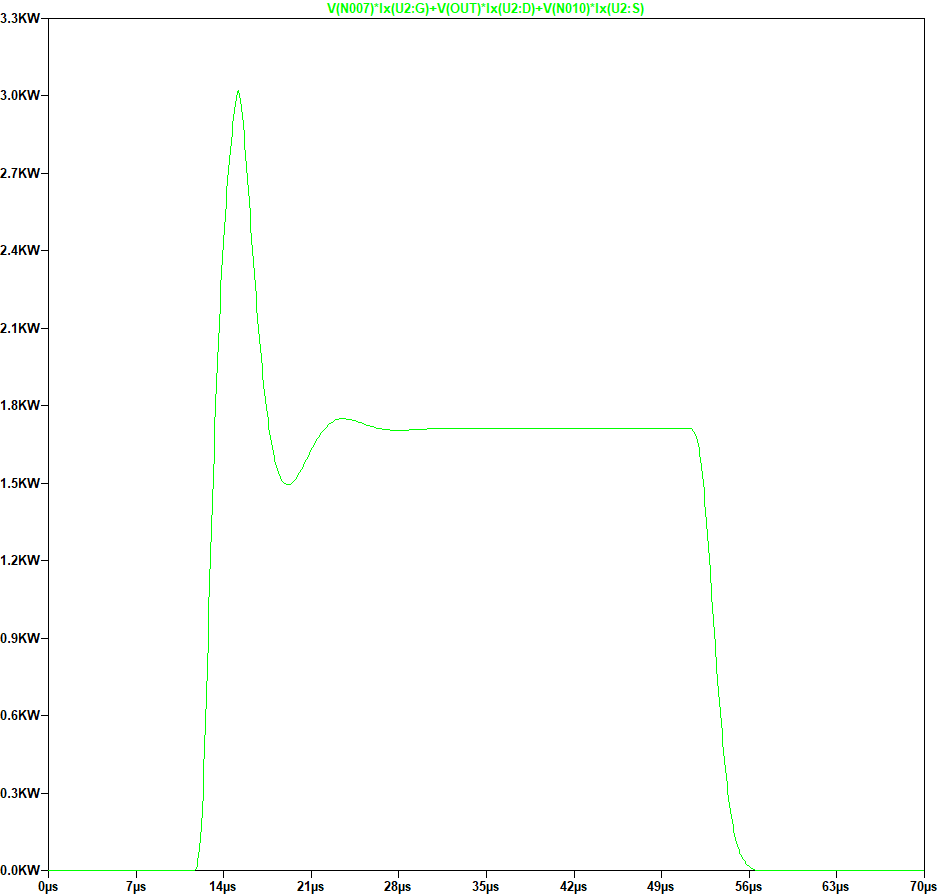 V(N007)*Ix(U2:G)+V(OUT)*Ix(U2:D)+V(N010)*Ix(U2:S)
3.3KW
3.0KW
2.7KW
2.4KW
2.1KW
1.8KW
1.5KW
1.2KW
0.9KW
0.6KW
0.3KW
0.0KW
0µs 7µs 14µs 21µs 28µs 35µs 42µs 49µs 56µs 63µs 70µs